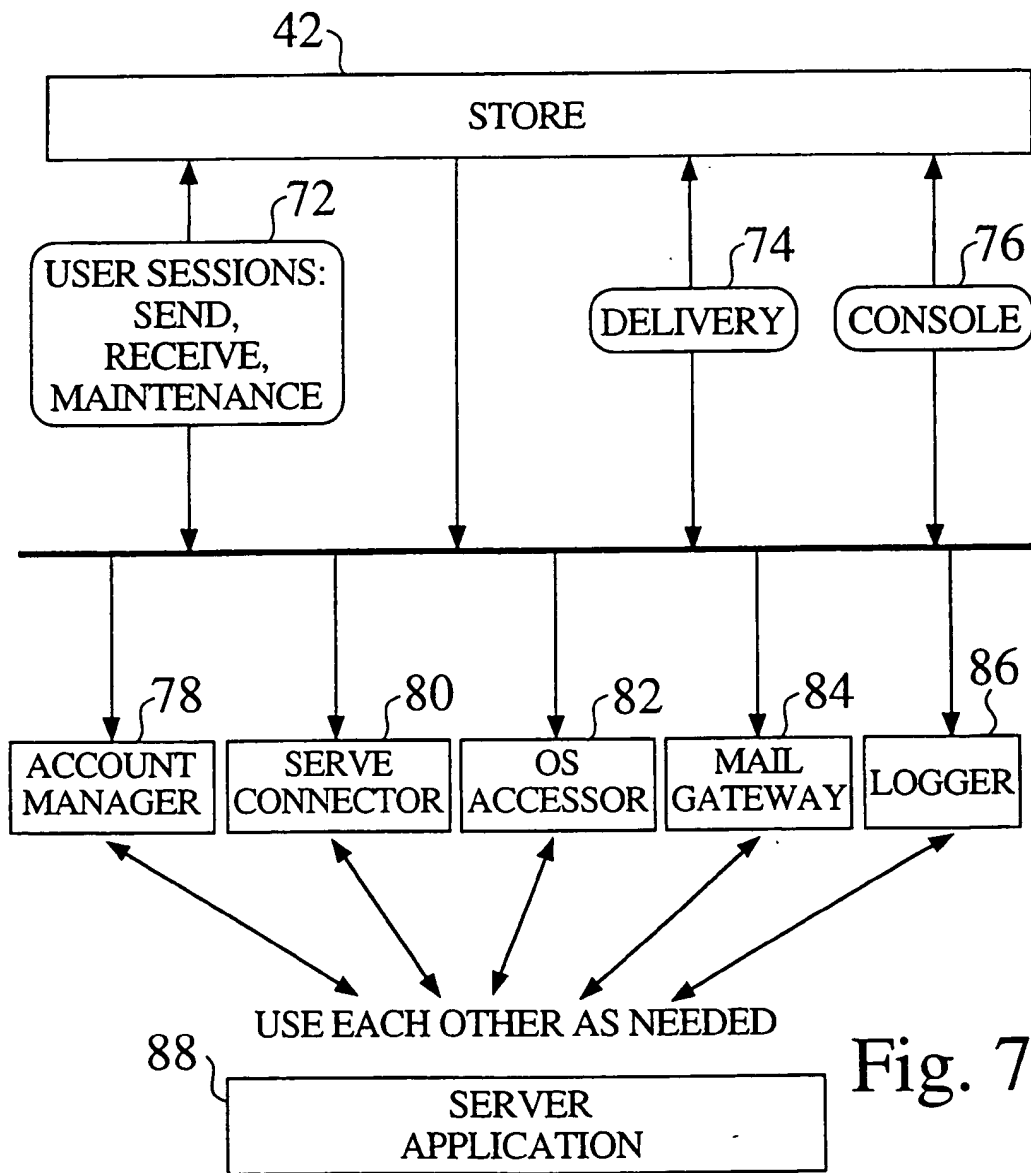 42
STORE
72
USER SESSIONS:
SEND,
RECEIVE,
MAINTENANCE
74
DELIVERY
76
CONSOLE
78
ACCOUNT
MANAGER
80
SERVE
CONNECTOR
82
OS
ACCESSOR
84
MAIL
GATEWAY
86
LOGGER
USE EACH OTHER AS NEEDED
88
SERVER
APPLICATION
Fig. 7